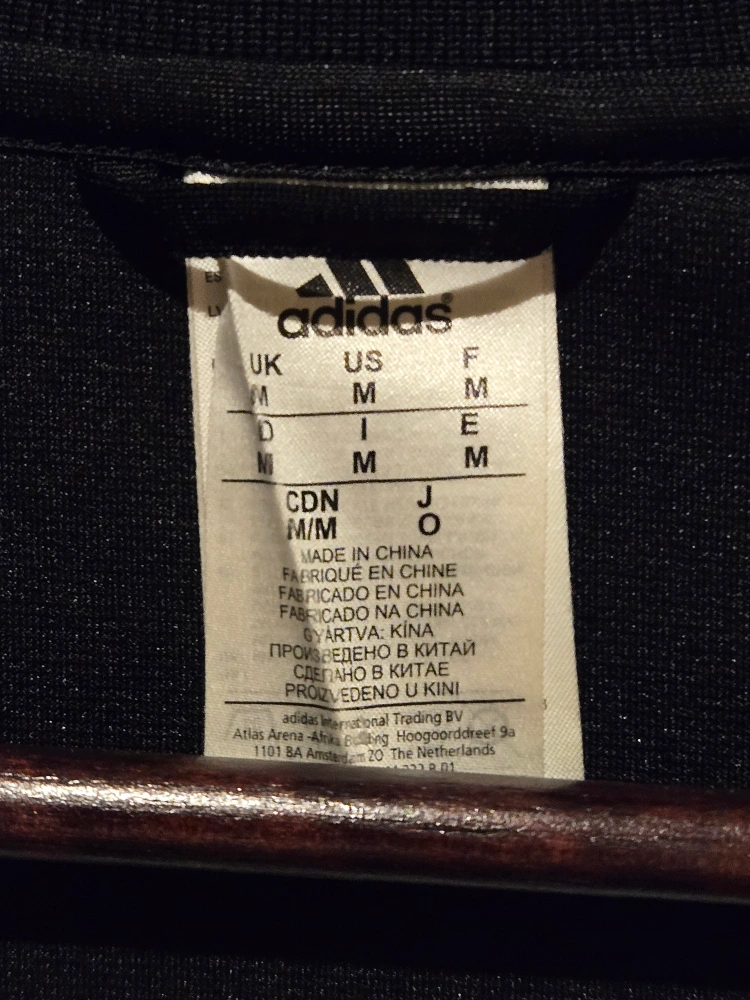 ES
adidas®
UK US F
M M M
D I E
M M M
CDN J
M/M O
MADE IN CHINA
FABRIQUÉ EN CHINE
FABRICADO EN CHINA
FABRICADO NA CHINA
GYÁRTVA: KÍNA
ПРОИЗВЕДЕНО В КИТАЙ
СДЕЛАНО В КИТАЕ
PROIZVEDENO U KINI
adidas International Trading BV
Atlas Arena -Afrika Building Hoogoorddreef 9a
1101 BA Amsterdam ZO The Netherlands